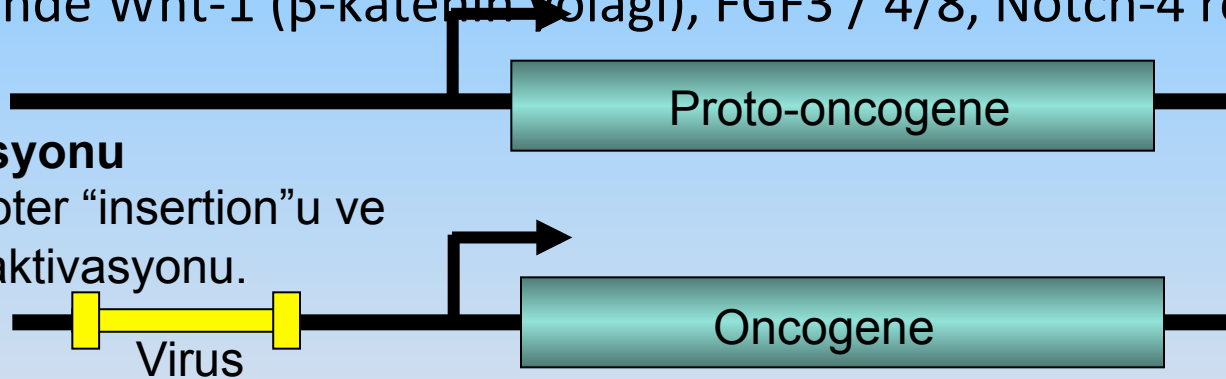 nde Wnt-1 (β-katenin yolağı), FGF3 / 4/8, Notch-4 re
Proto-oncogene
syonu
oter “insertion”u ve
aktivasyonu.
Oncogene
Virus